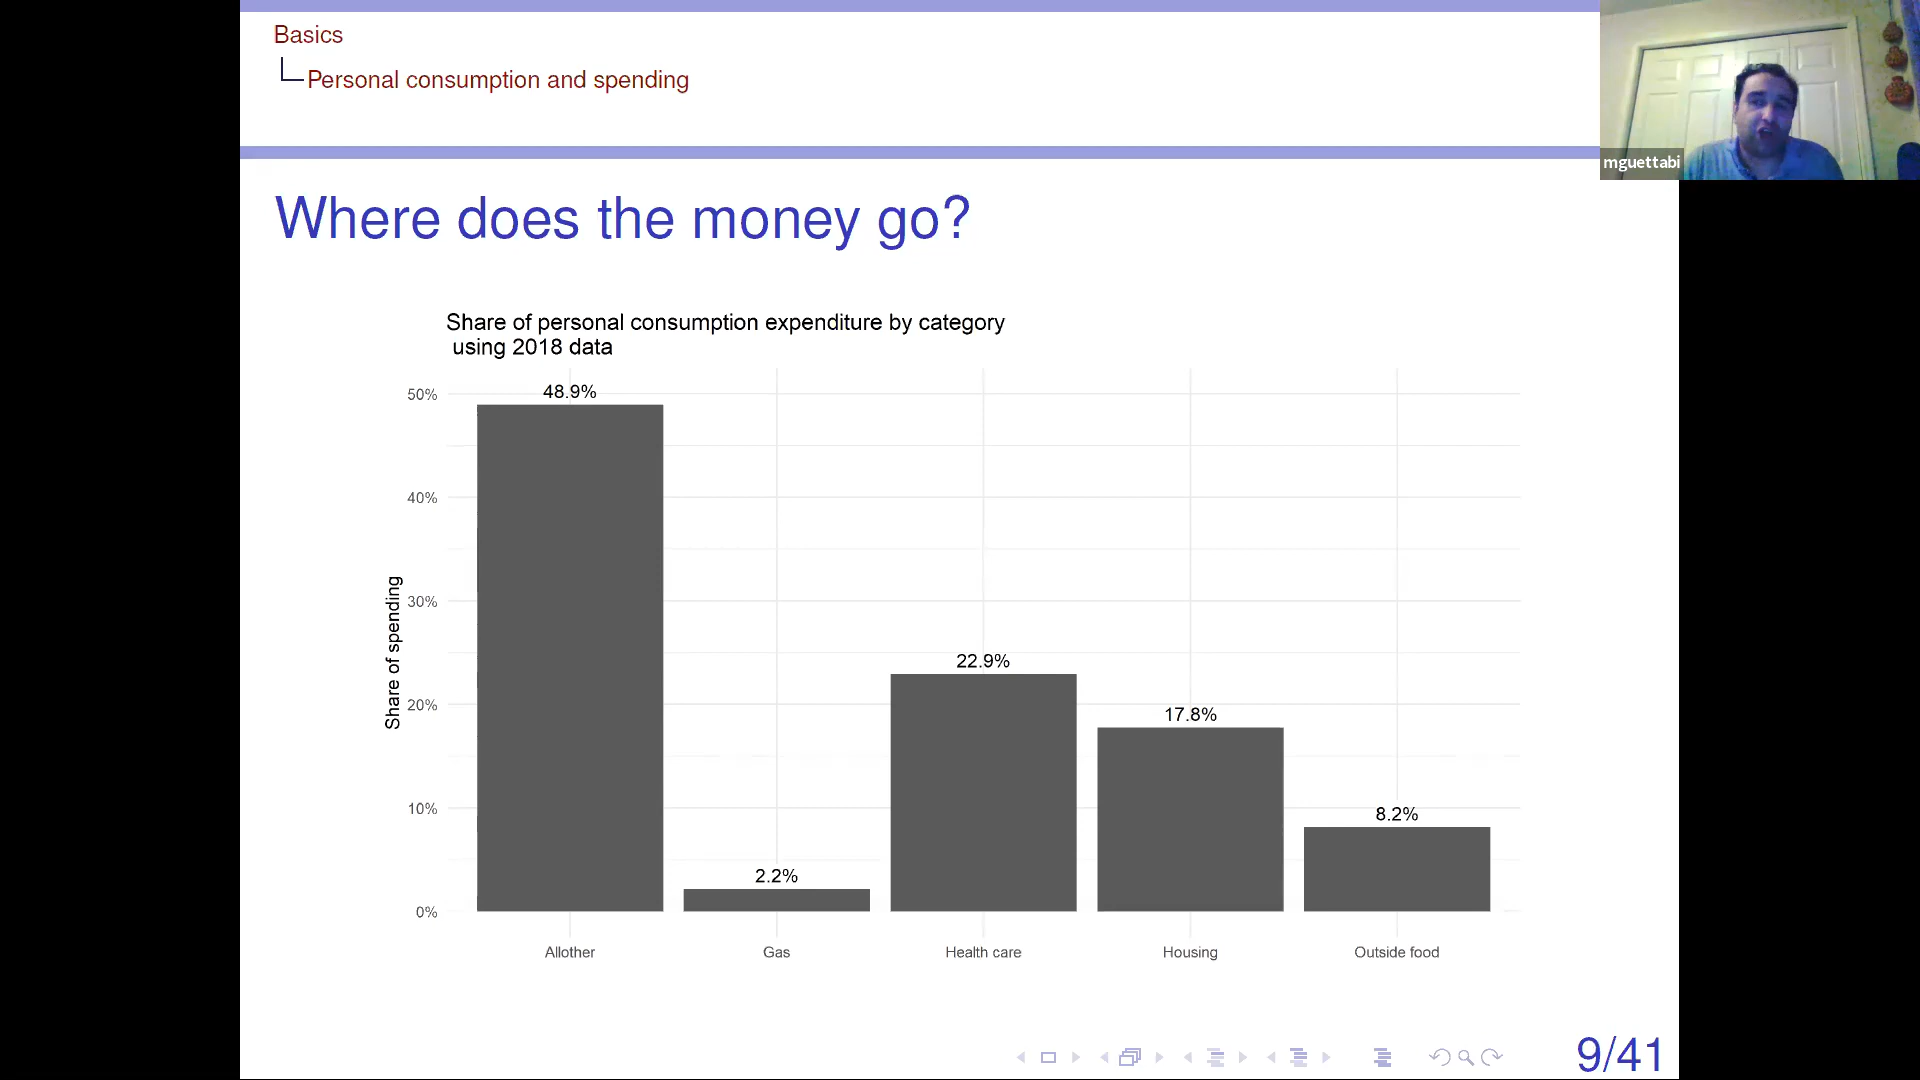 Basics
Personal consumption and spending
mguettabi
Where does the money go?
Share of personal consumption expenditure by category
using 2018 data
Share of spending
50%
40%
30%
20%
10%
0%
48.9%
2.2%
22.9%
17.8%
8.2%
Allother
Gas
Health care
Housing
Outside food
9/41